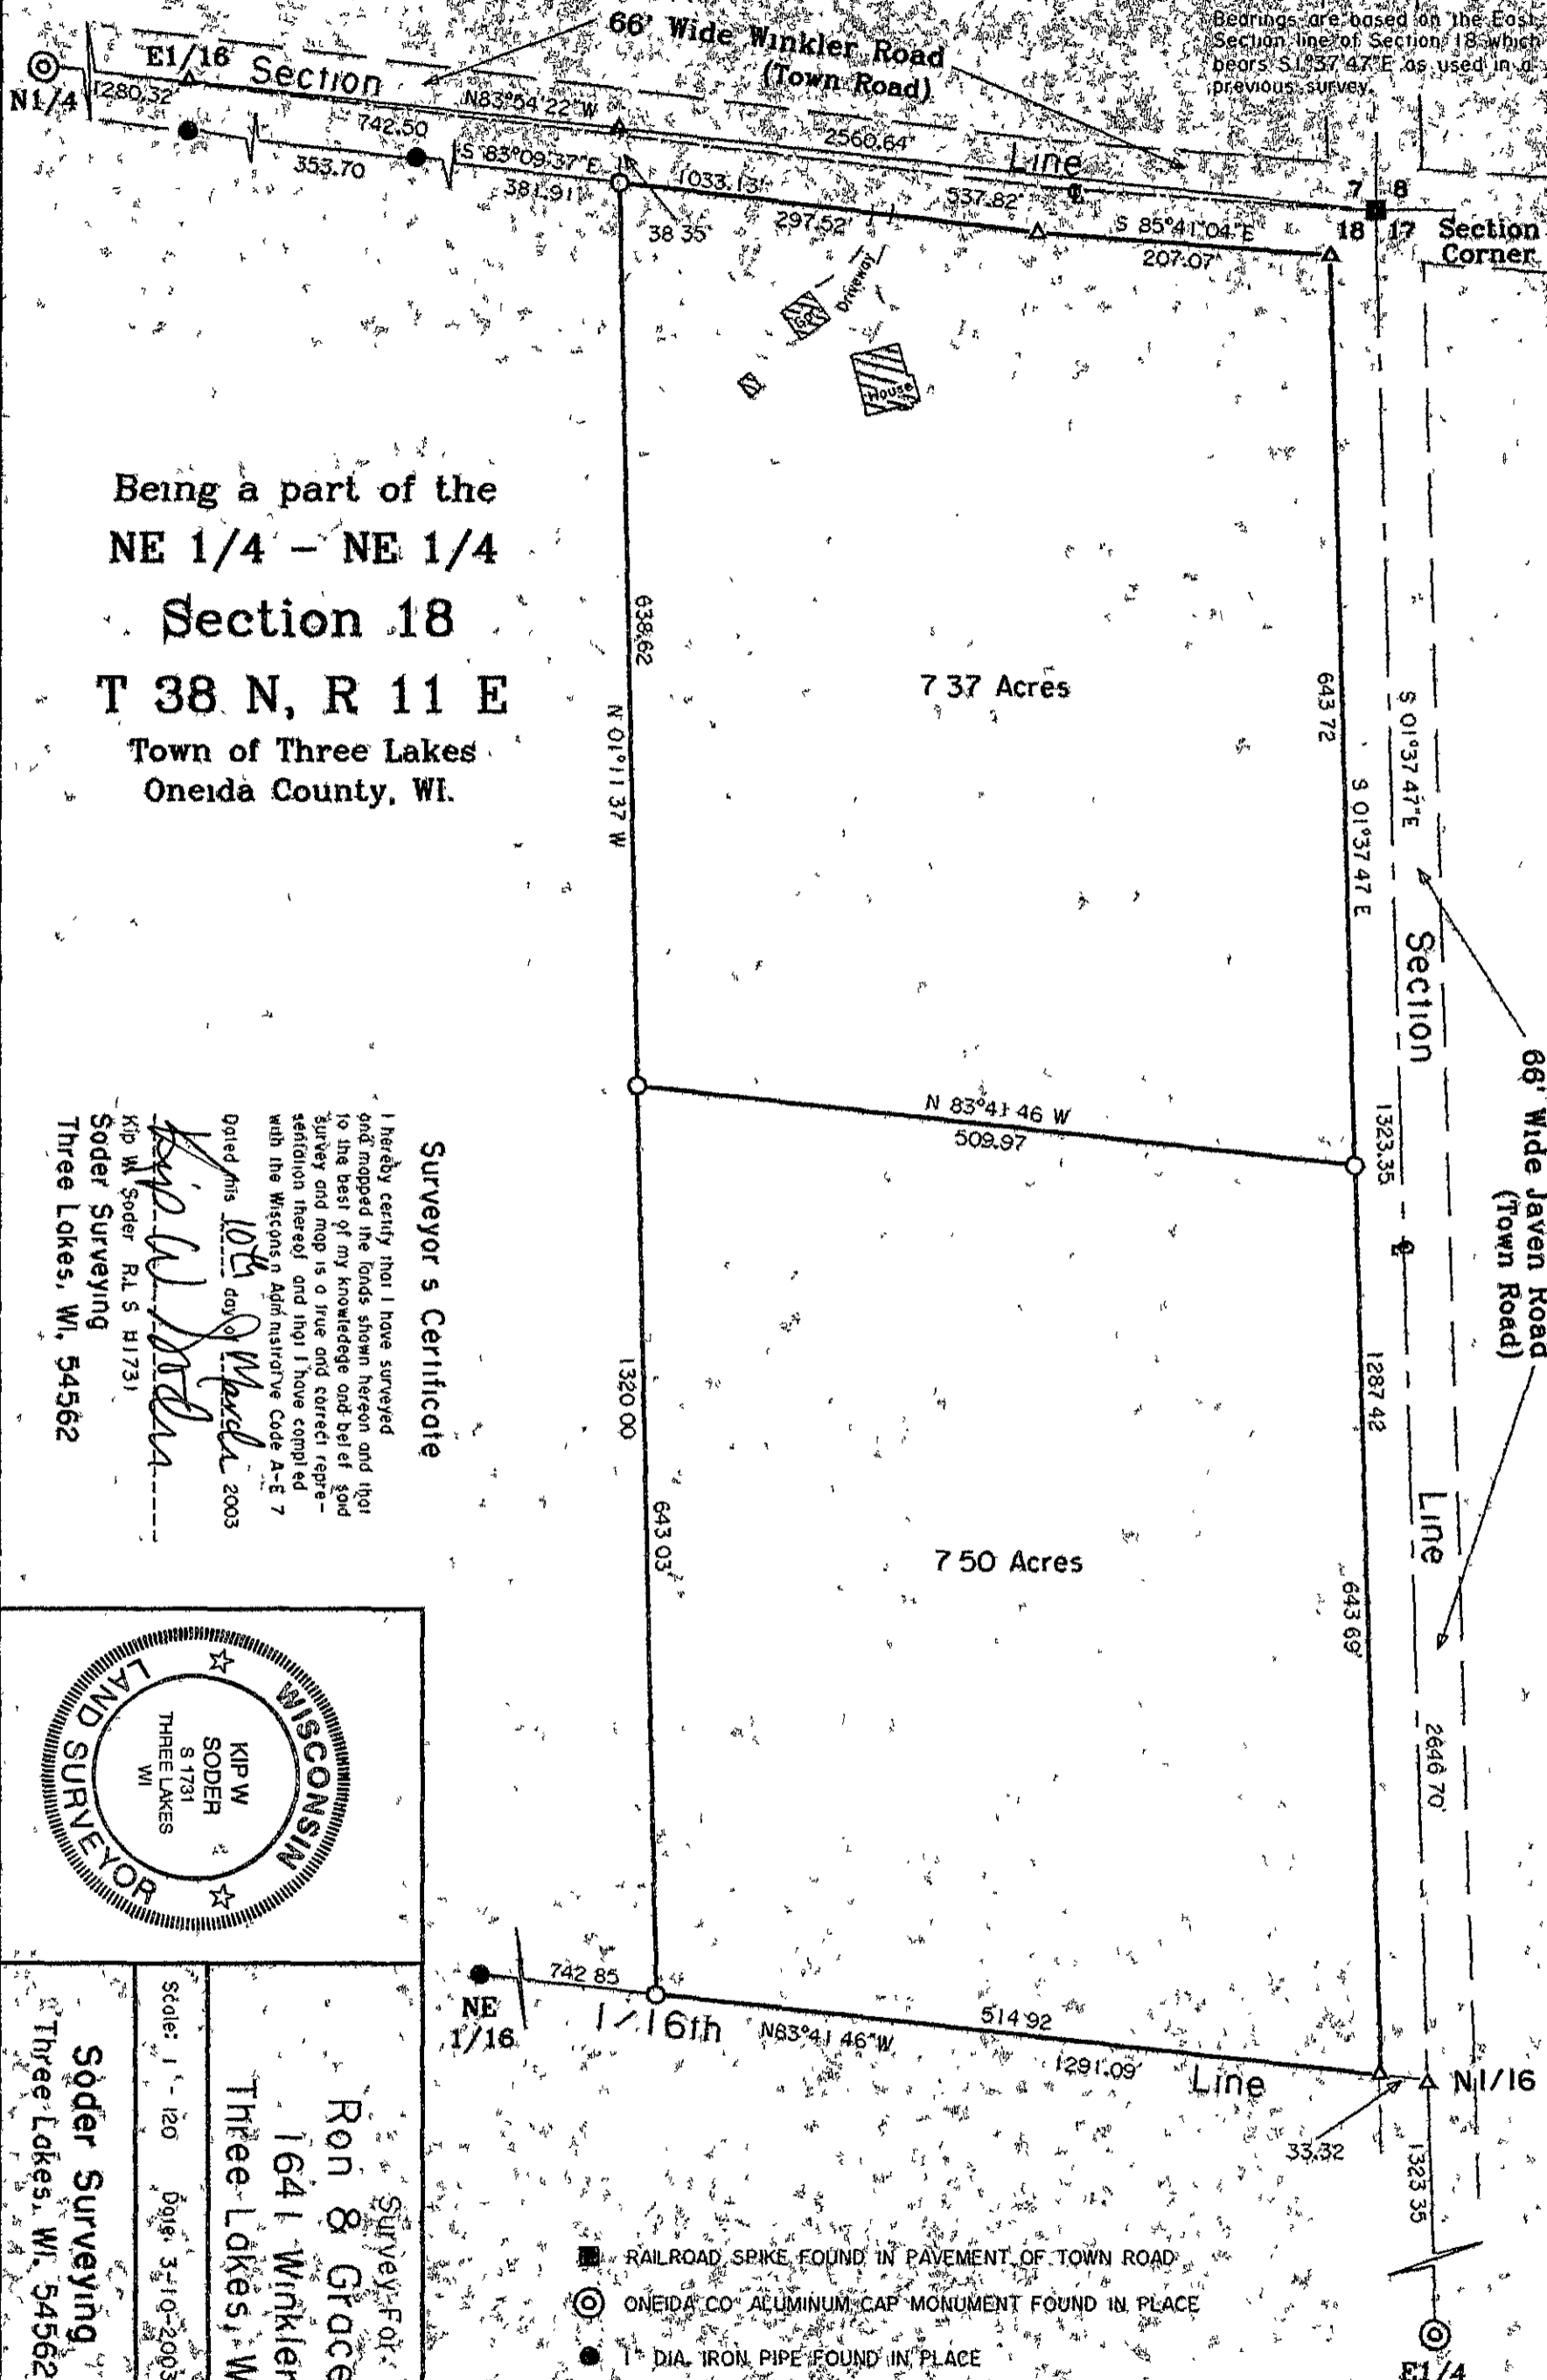 66' Wide Winkler Road
(Town Road)
Bearings are based on the East
Section line of Section 18 which
bears S1°37'47"E as used in a
previous survey.
N1/4
E1/16
Section
Line
1280.32'
N83°54'22"W
2560.64'
742.50
353.70
S 83°09'37"E
381.91'
1033.13'
297.52'
537.82'
38 35'
S 85°41'04"E
207.07'
7 8
18 17
Section
Corner
Driveway
House
Being a part of the
NE 1/4 - NE 1/4
Section 18
T 38 N, R 11 E
Town of Three Lakes
Oneida County, WI.
638.62
N 01°11 37 W
7 37 Acres
643 72
S 01°37 47 E
S 01°37 47"E
Section
Line
66' Wide Javen Road
(Town Road)
1323.35
N 83°41 46 W
509.97
1287 42
1320 00
643 03'
7 50 Acres
643 69'
2646 70'
Surveyor s Certificate
I hereby certify that I have surveyed
and mapped the lands shown hereon and that
to the best of my knowledege and belief said
survey and map is a true and correct repre-
sentation thereof and that I have complied
with the Wisconsin Administrative Code A-E 7
Dated this 10th day of March 2003
Kip W Soder
Kip W Soder R.L S #1731
Soder Surveying
Three Lakes, WI, 54562
WISCONSIN
LAND SURVEYOR
KIP W
SODER
S 1731
THREE LAKES
WI
742 85
NE
1/16
1/16th
N83°41 46"W
514 92
1291.09'
Line
N1/16
33.32
1323 35
E1/4
Survey For:
Ron & Grace
1641 Winkler
Three Lakes, W
Scale: 1" - 120 Date: 3-10-2003
Soder Surveying
Three Lakes, WI. 54562
RAILROAD SPIKE FOUND IN PAVEMENT OF TOWN ROAD
ONEIDA CO ALUMINUM CAP MONUMENT FOUND IN PLACE
1" DIA. IRON PIPE FOUND IN PLACE